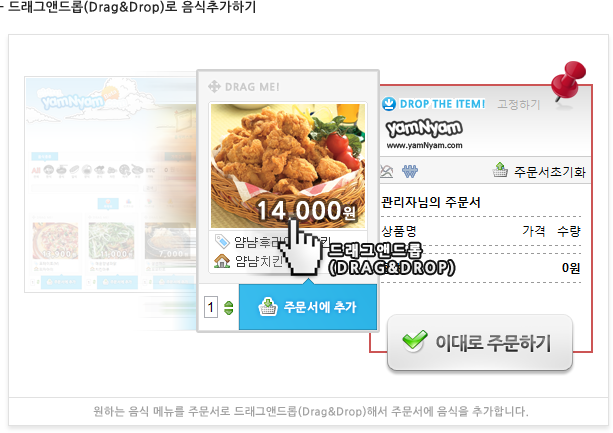 - 드래그앤드롭(Drag&Drop)로 음식추가하기
yamNyam
DRAG ME!
14,000원
얌냠후라
얌냠치킨
1
주문서에 추가
드래그앤드롭
(DRAG&DROP)
DROP THE ITEM!
고정하기
yamNyam
www.yamNyam.com
주문서초기화
관리자님의 주문서
상품명 가격 수량
0원
이대로 주문하기
원하는 음식 메뉴를 주문서로 드래그앤드롭(Drag&Drop)해서 주문서에 음식을 추가합니다.